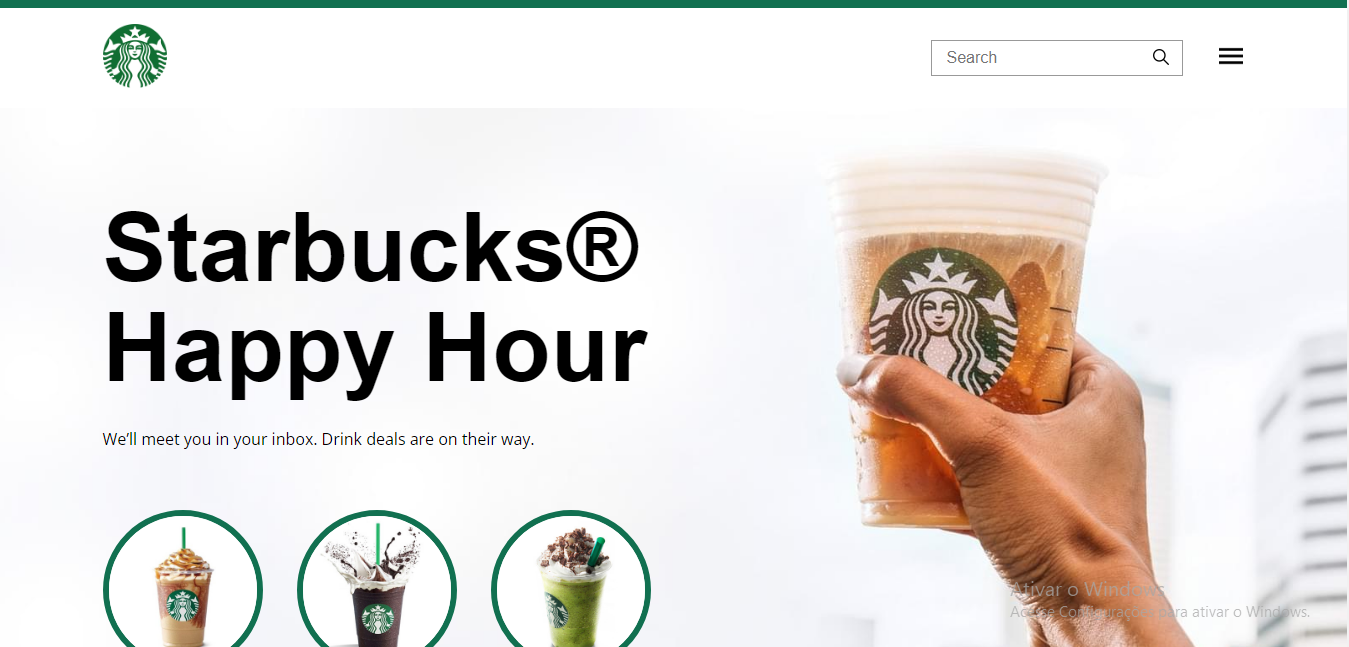 Search
Starbucks®
Happy Hour
We'll meet you in your inbox. Drink deals are on their way.
Ativar o Windows
Acesse Configurações para ativar o Windows.